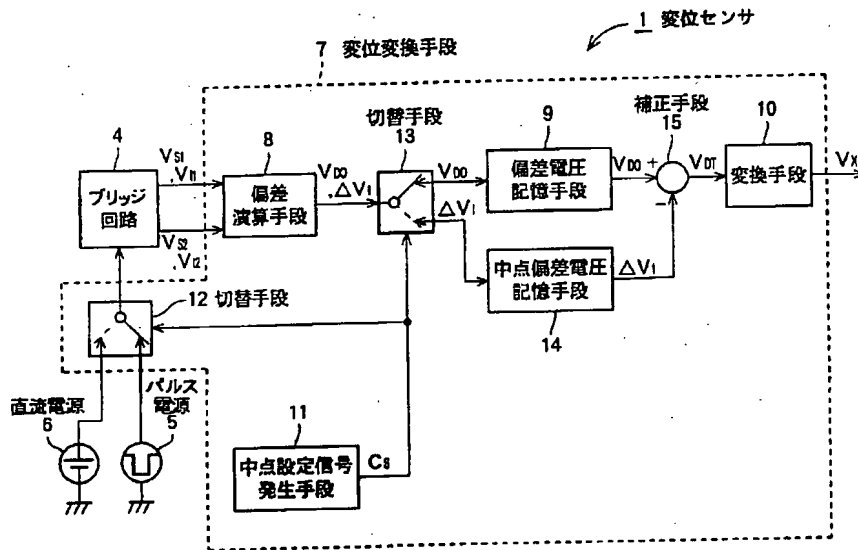 1 変位センサ
7 変位変換手段
切替手段
13
9
補正手段
15
10
4
8
VS1
,VI1
VD0
,ΔVI
VD0
偏差電圧
記憶手段
VD0
+
VDT
変換手段
VX
ブリッジ
回路
偏差
演算手段
VS2
,VI2
ΔVI
−
中点偏差電圧
記憶手段
ΔVI
14
12 切替手段
直流電源
6
パルス
電源
5
11
中点設定信号
発生手段
CS